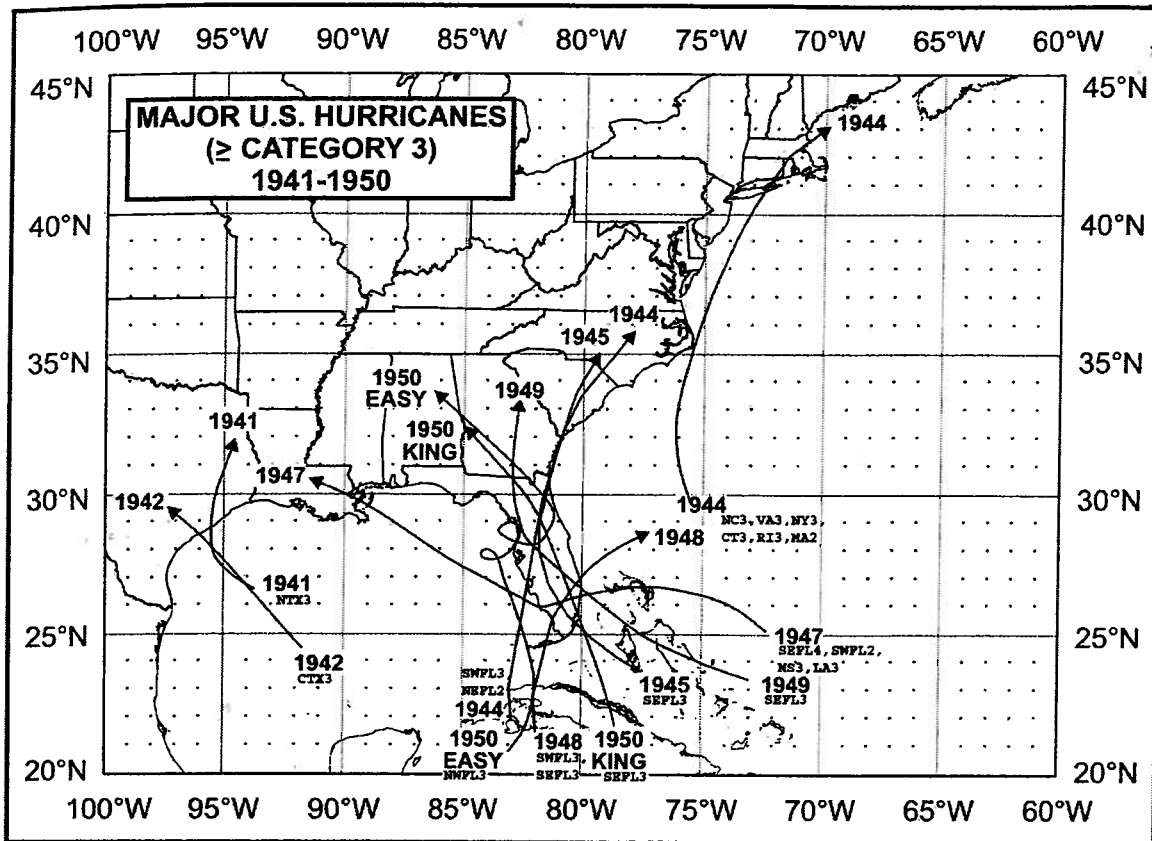 100°W 95°W 90°W 85°W 80°W 75°W 70°W 65°W 60°W
45°N 45°N
MAJOR U.S. HURRICANES
(≥ CATEGORY 3)
1941-1950
1944
40°N 40°N
1944
1945
35°N 35°N
1950
EASY
1949
1941
1950
KING
1947
30°N 30°N
1942
1944
NC3,VA3,NY3,
CT3,RI3,MA2
1948
1941
NTX3
25°N 25°N
1947
SEFL4,SWFL2,
MS3,LA3
1942
CTX3
SWFL3
NEFL2
1944
1945
SEFL3
1949
SEFL3
1950
EASY
NWFL3
1948
SWFL3,
SEFL3
1950
KING
SEFL3
20°N 20°N
100°W 95°W 90°W 85°W 80°W 75°W 70°W 65°W 60°W